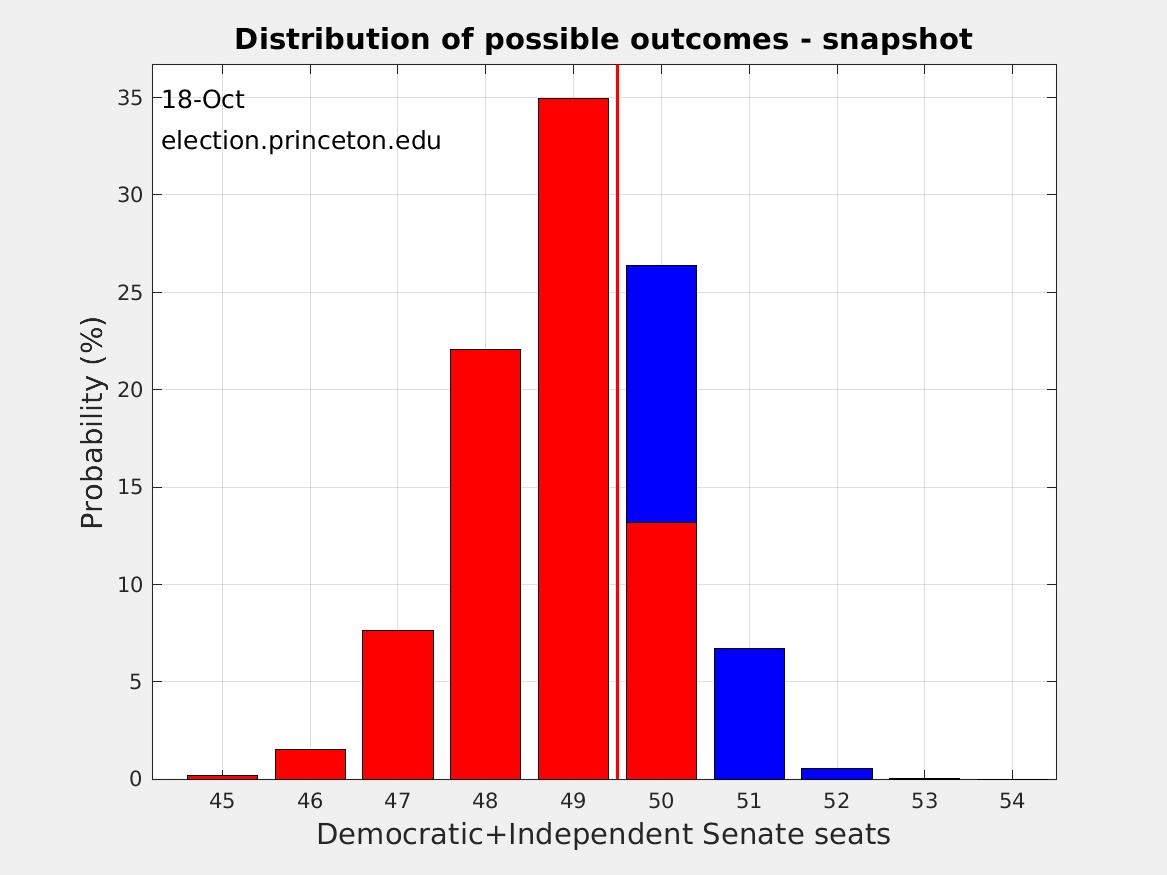 Distribution of possible outcomes - snapshot
18-Oct
election.princeton.edu
35
30
25
20
15
10
5
0
Probability (%)
45 46 47 48 49 50 51 52 53 54
Democratic+Independent Senate seats